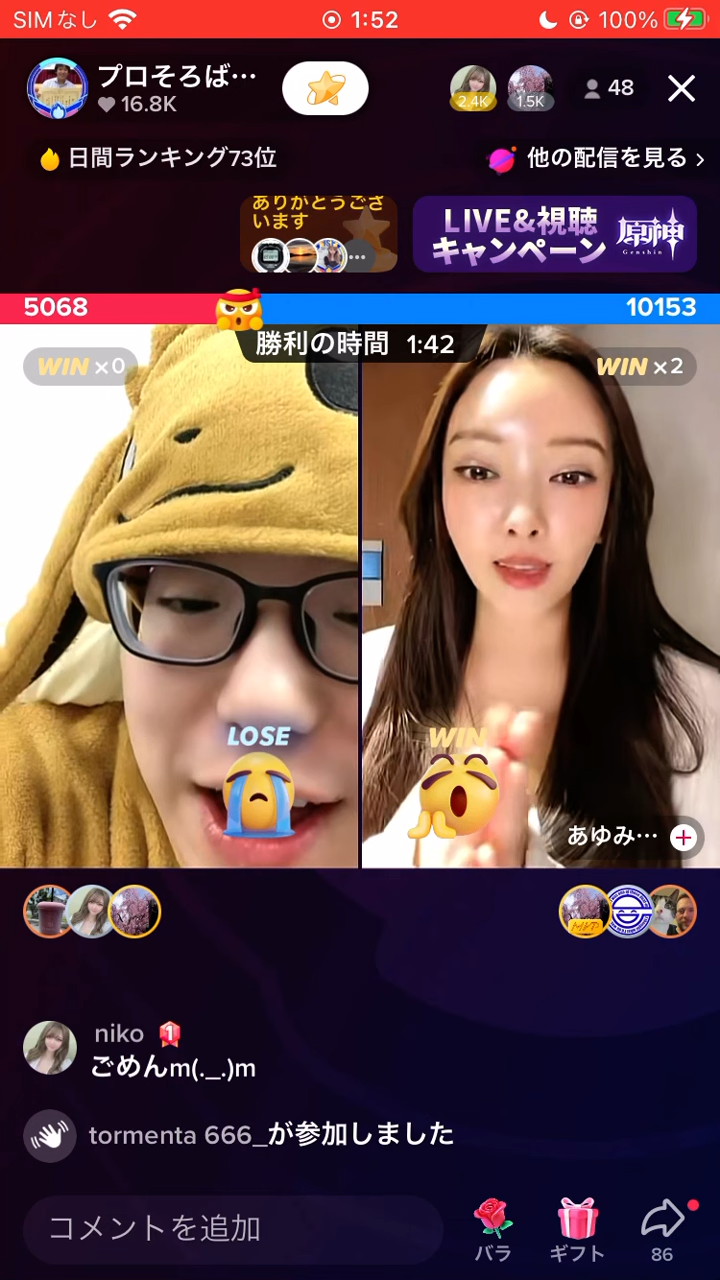 SIMなし
1:52
100%
プロそろば…
16.8K
2.4K
1.5K
48
日間ランキング73位
他の配信を見る
ありがとうござ
います
LIVE&視聴
キャンペーン
原神
Genshin
5068
10153
勝利の時間 1:42
WIN ×0
WIN ×2
LOSE
WIN
あゆみ…
MVP
niko 1
ごめんm(._.)m
tormenta 666_が参加しました
コメントを追加
バラ
ギフト
86